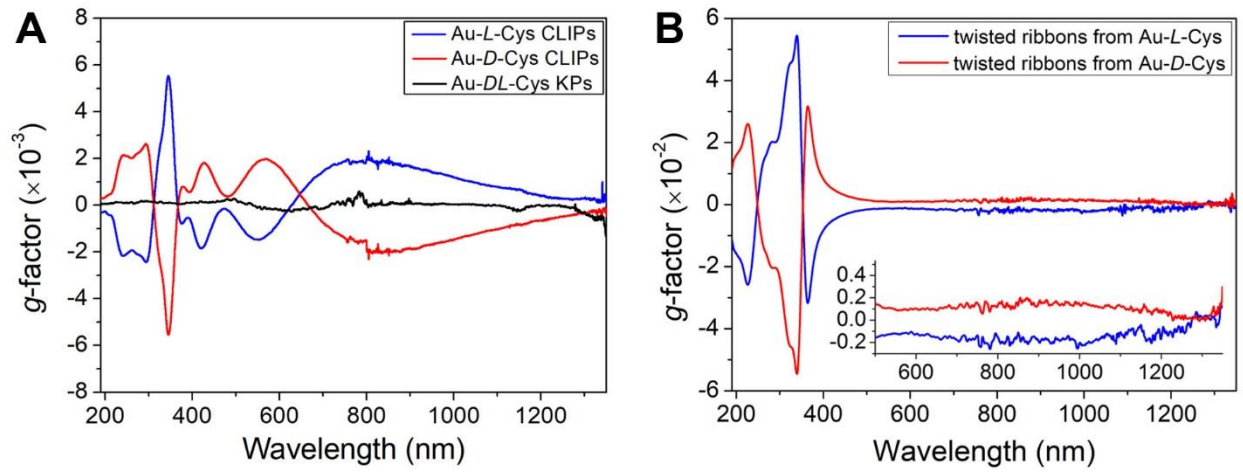 A
Au-L-Cys CLIPs
Au-D-Cys CLIPs
Au-DL-Cys KPs
g-factor (×10⁻³)
8
6
4
2
0
-2
-4
-6
-8
200 400 600 800 1000 1200
Wavelength (nm)
B
twisted ribbons from Au-L-Cys
twisted ribbons from Au-D-Cys
g-factor (×10⁻²)
6
4
2
0
-2
-4
-6
0.4
0.2
0.0
-0.2
600 800 1000 1200
200 400 600 800 1000 1200
Wavelength (nm)